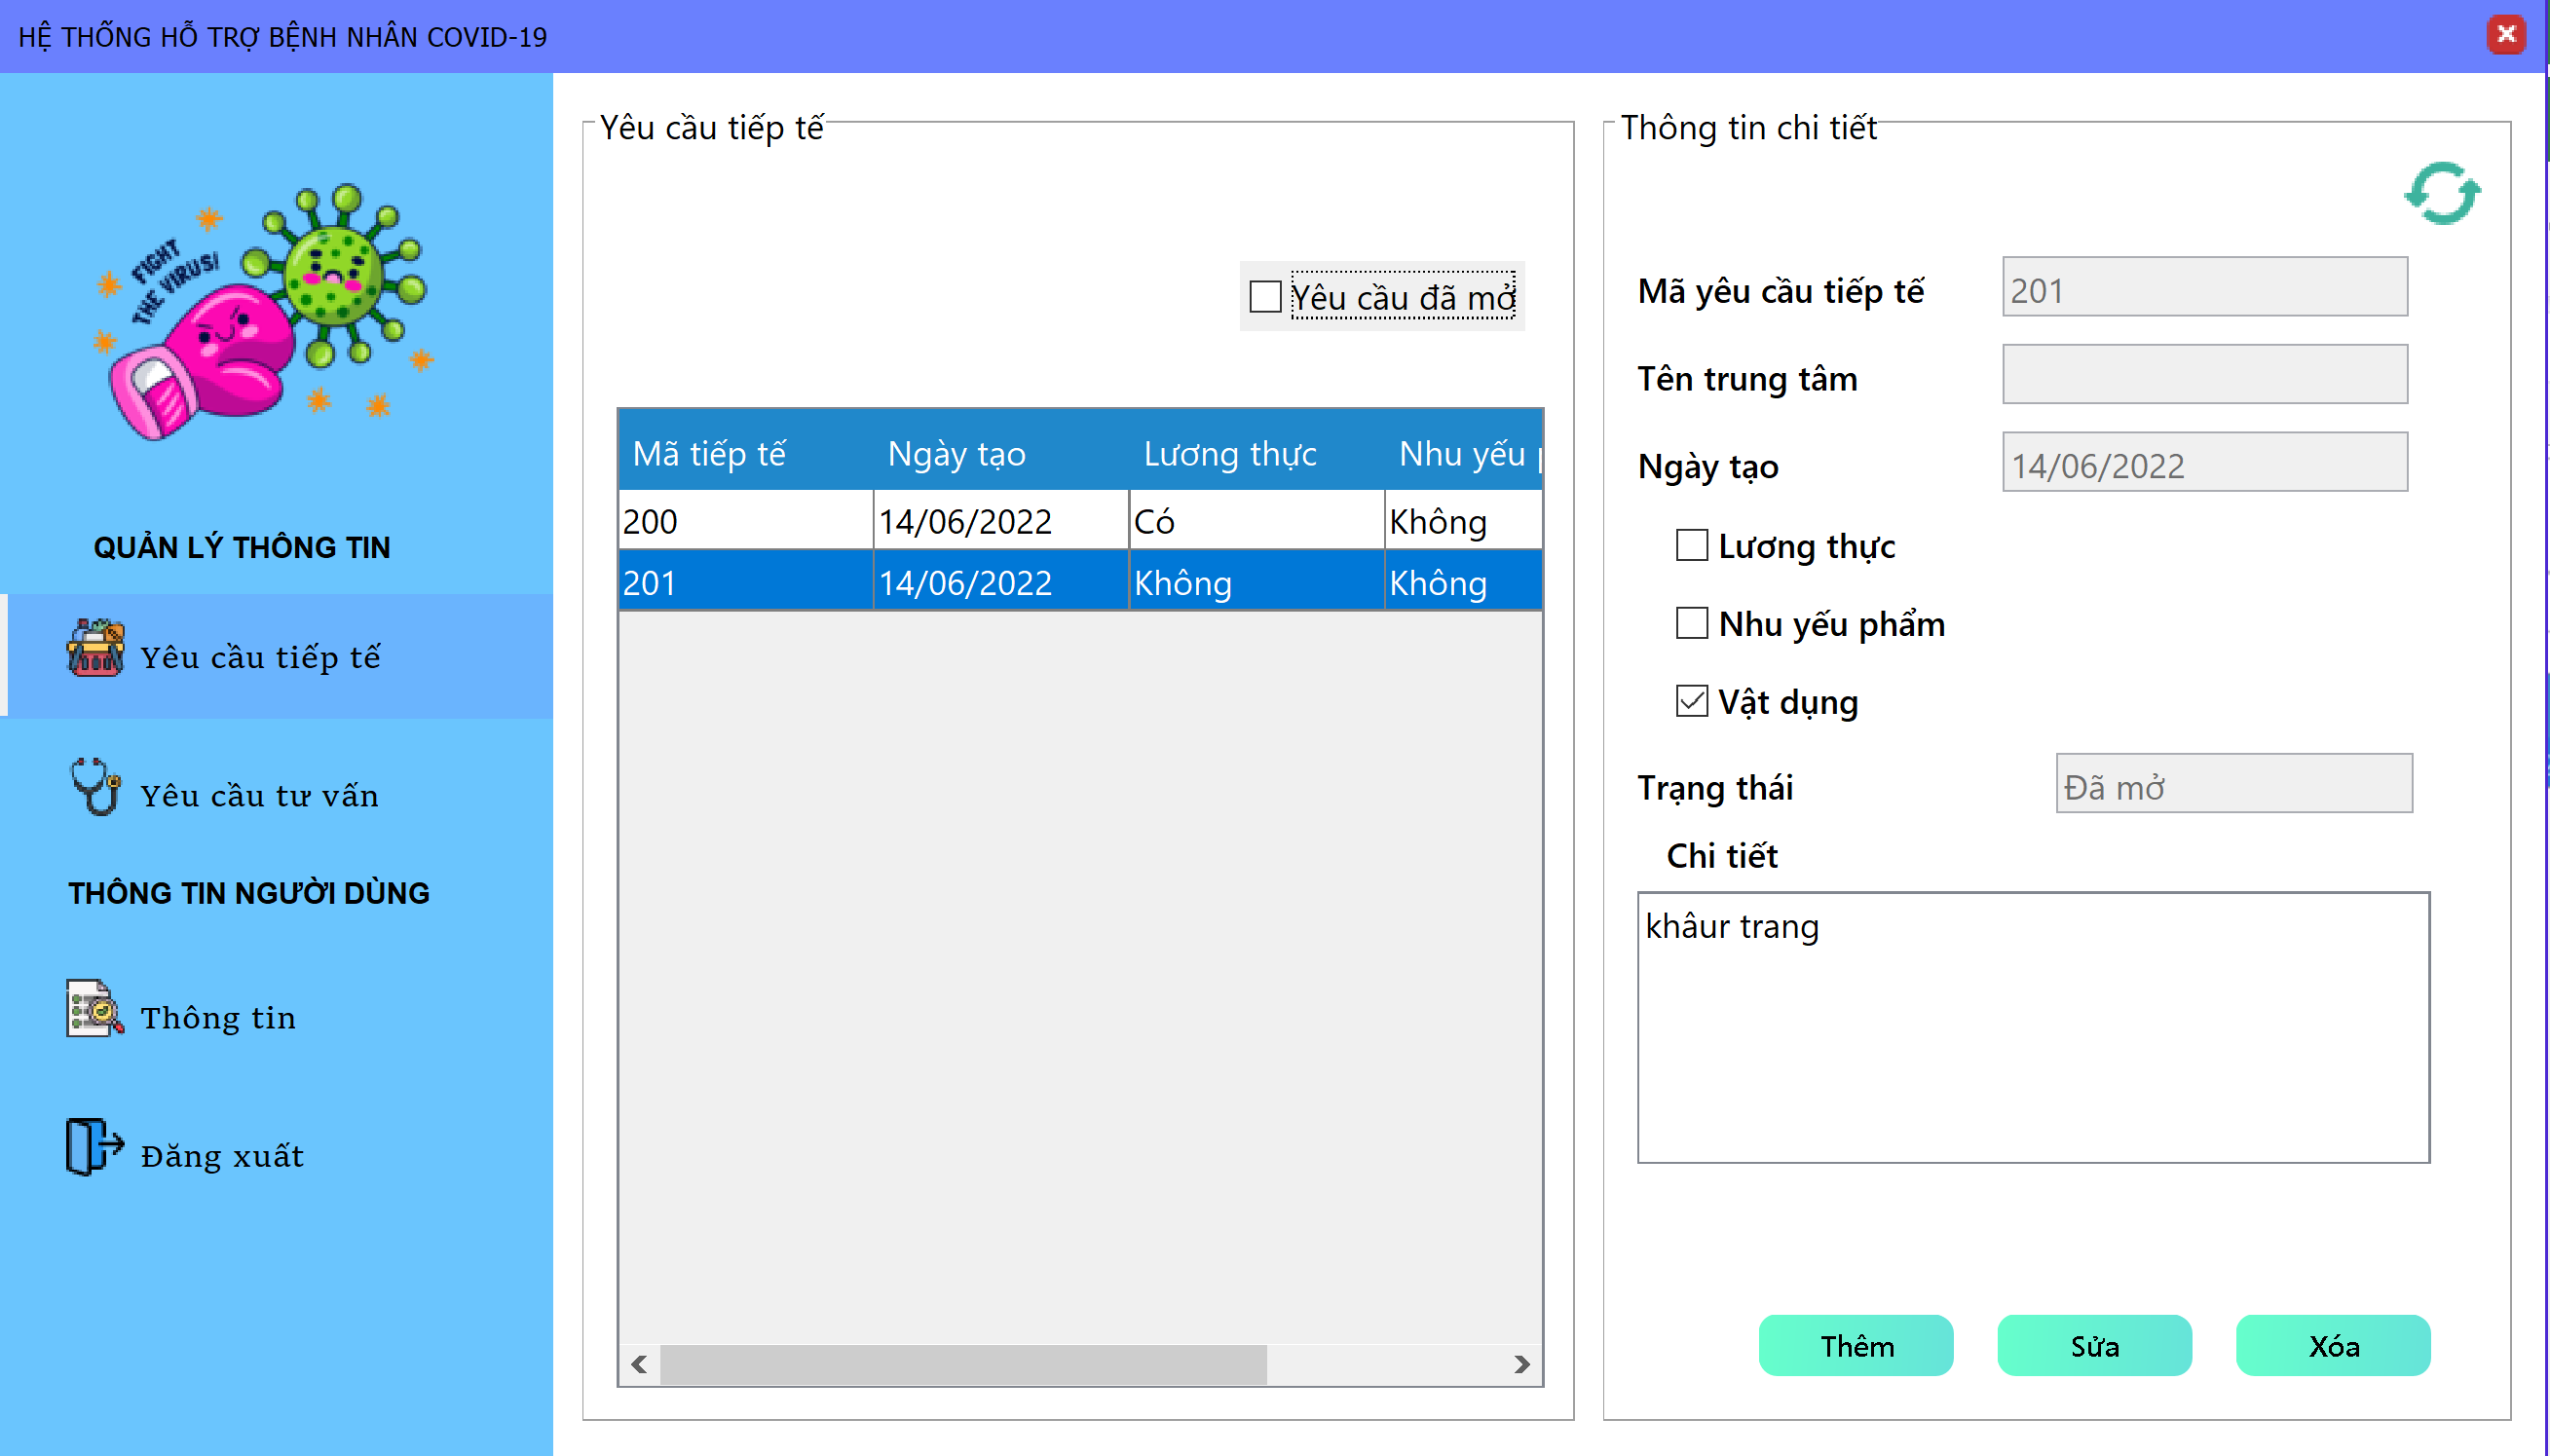 HỆ THỐNG HỖ TRỢ BỆNH NHÂN COVID-19
FIGHT
THE VIRUS!
QUẢN LÝ THÔNG TIN
Yêu cầu tiếp tế
Yêu cầu tư vấn
THÔNG TIN NGƯỜI DÙNG
Thông tin
Đăng xuất
Yêu cầu tiếp tế
Yêu cầu đã mở
Mã tiếp tế Ngày tạo Lương thực Nhu yếu
200 14/06/2022 Có Không
201 14/06/2022 Không Không
Thông tin chi tiết
Mã yêu cầu tiếp tế 201
Tên trung tâm
Ngày tạo 14/06/2022
Lương thực
Nhu yếu phẩm
Vật dụng
Trạng thái Đã mở
Chi tiết
khâur trang
Thêm Sửa Xóa